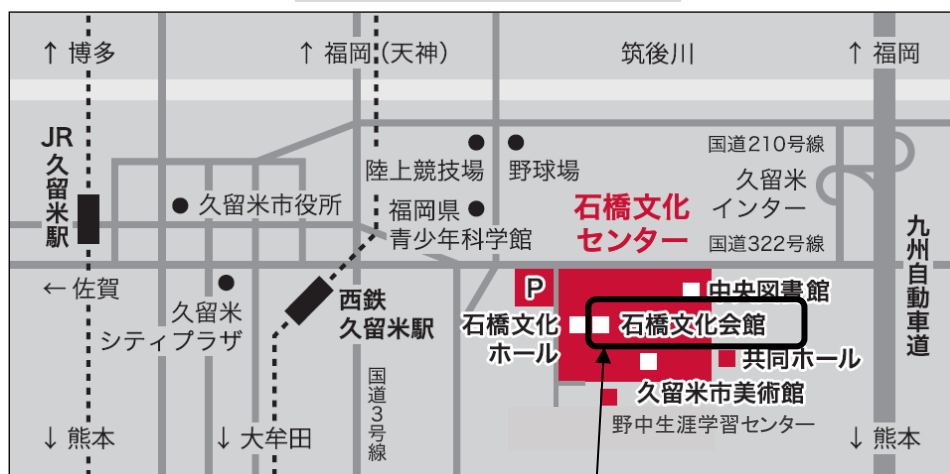 ↑ 博多
↑ 福岡（天神）
筑後川
↑ 福岡
JR
久留米駅
陸上競技場
野球場
国道210号線
久留米市役所
福岡県
青少年科学館
石橋文化
センター
久留米
インター
国道322号線
九州自動車道
← 佐賀
久留米
シティプラザ
西鉄
久留米駅
P
中央図書館
石橋文化
ホール
石橋文化会館
共同ホール
国道3号線
久留米市美術館
野中生涯学習センター
↓ 熊本
↓ 大牟田
↓ 熊本